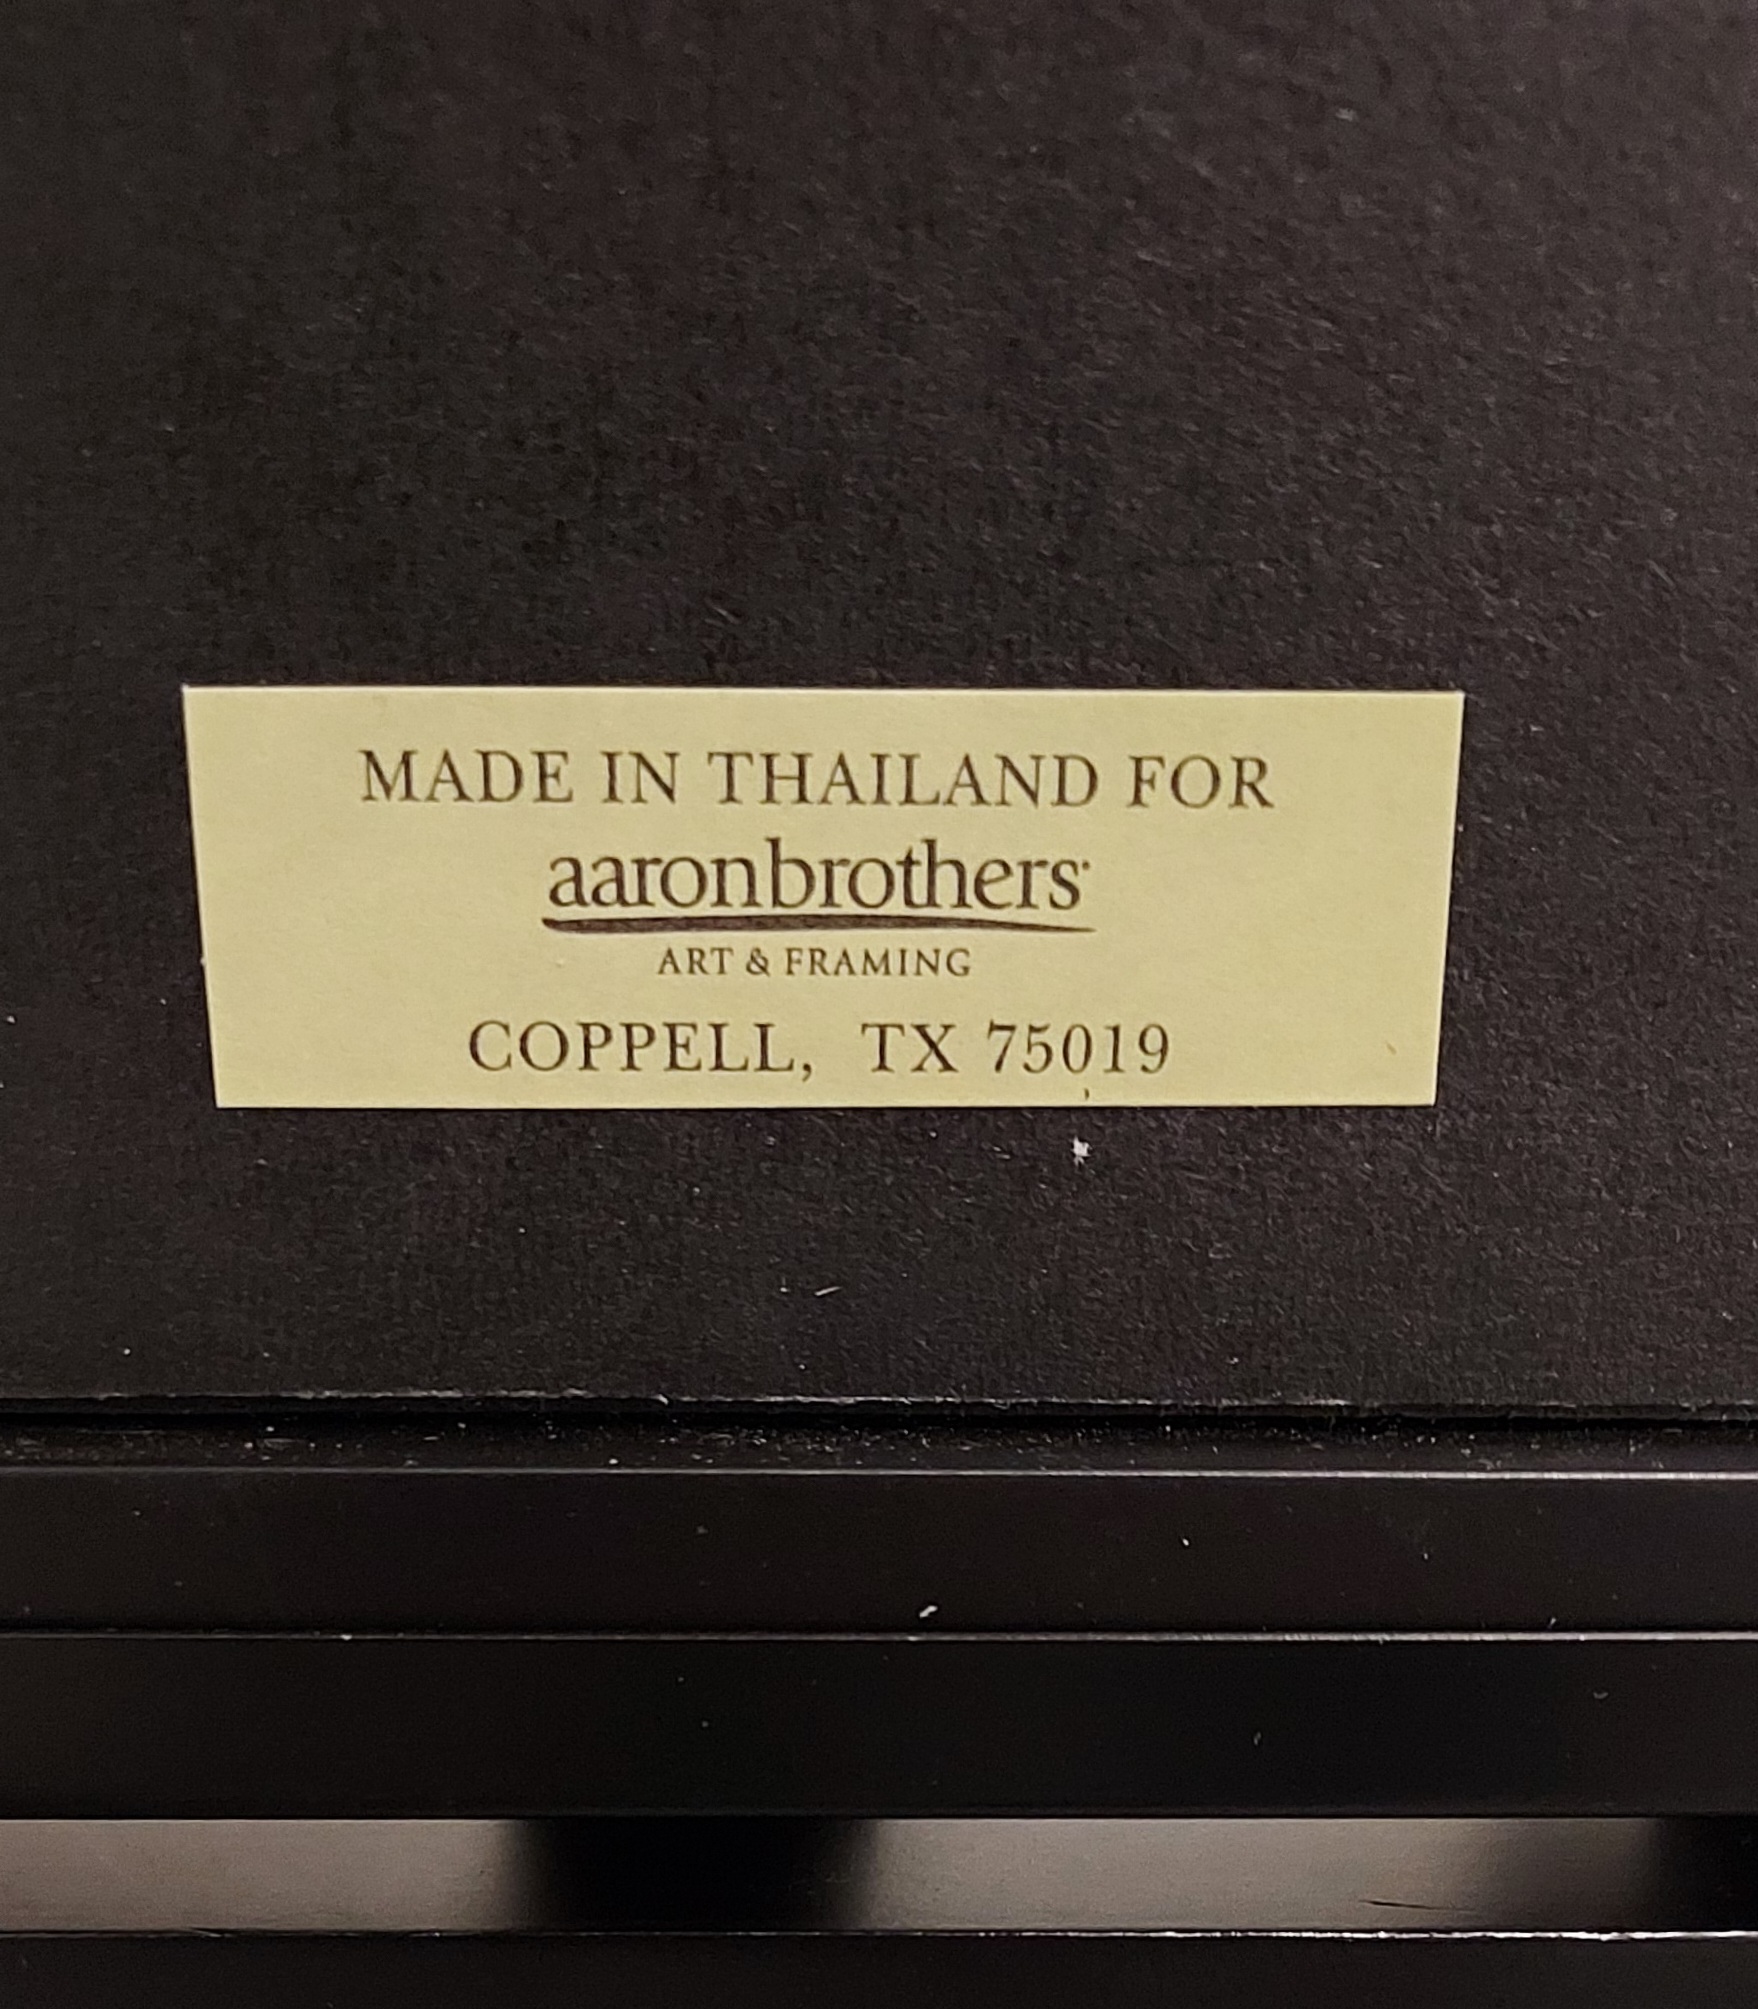 MADE IN THAILAND FOR
aaronbrothers
ART & FRAMING
COPPELL, TX 75019